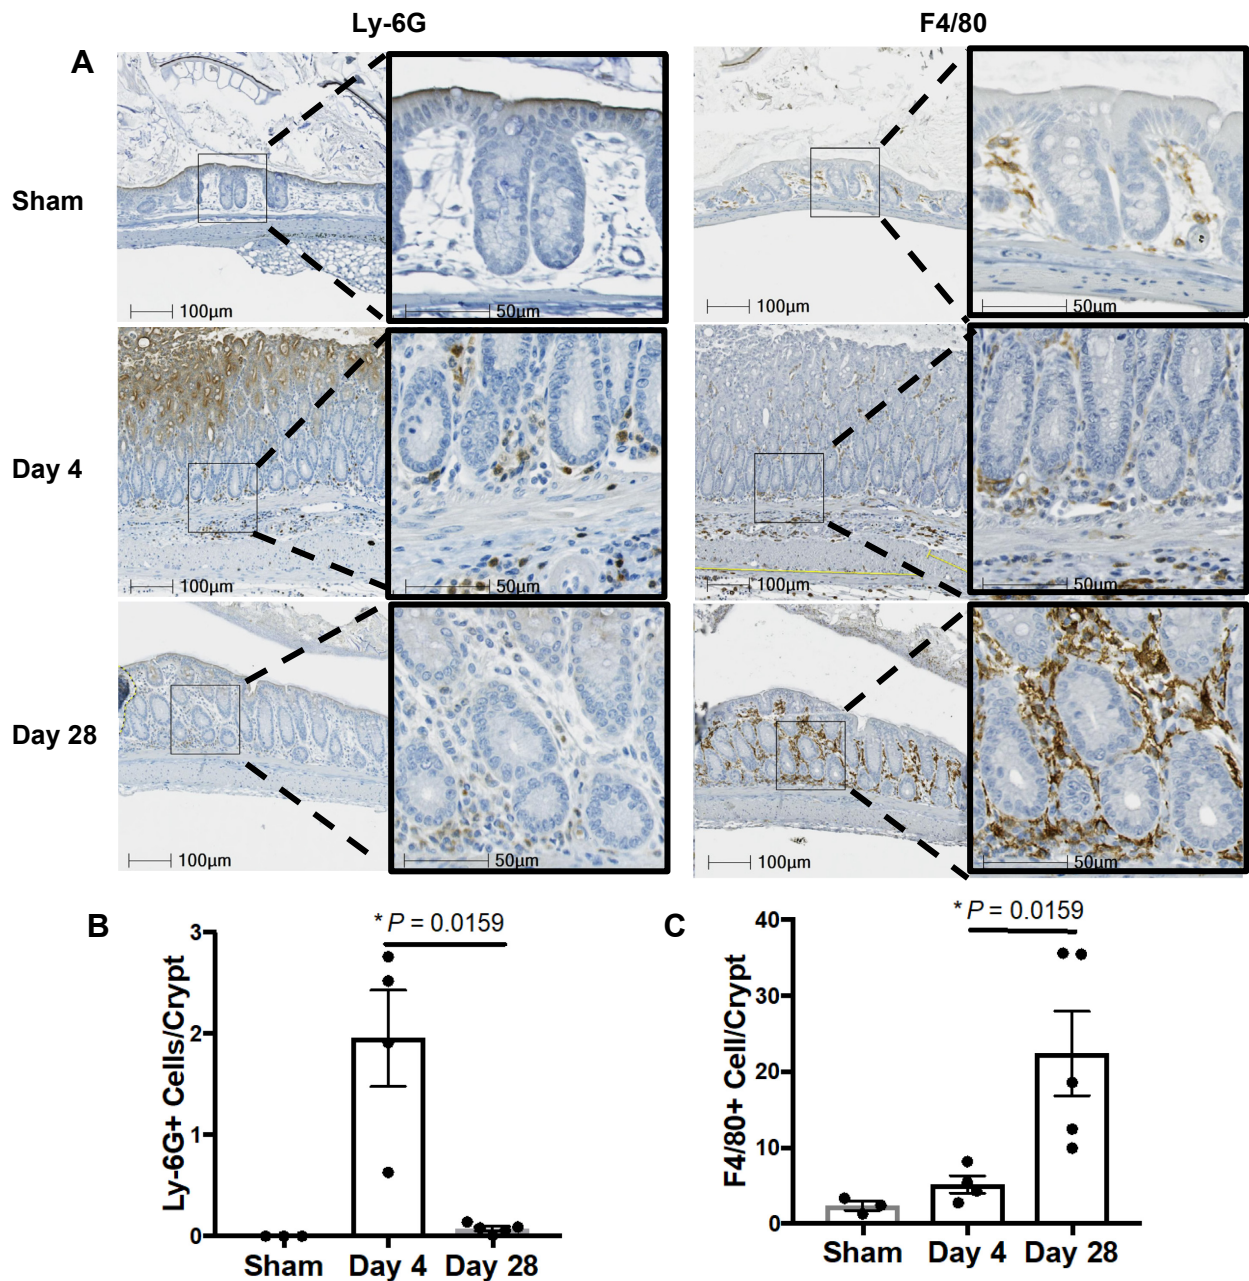 Ly-6G
F4/80
A
Sham
100µm
50µm
100µm
50µm
Day 4
100µm
50µm
100µm
50µm
Day 28
100µm
50µm
100µm
50µm
B
* P = 0.0159
Ly-6G+ Cells/Crypt
3
2
1
0
Sham
Day 4
Day 28
C
* P = 0.0159
F4/80+ Cell/Crypt
40
30
20
10
0
Sham
Day 4
Day 28